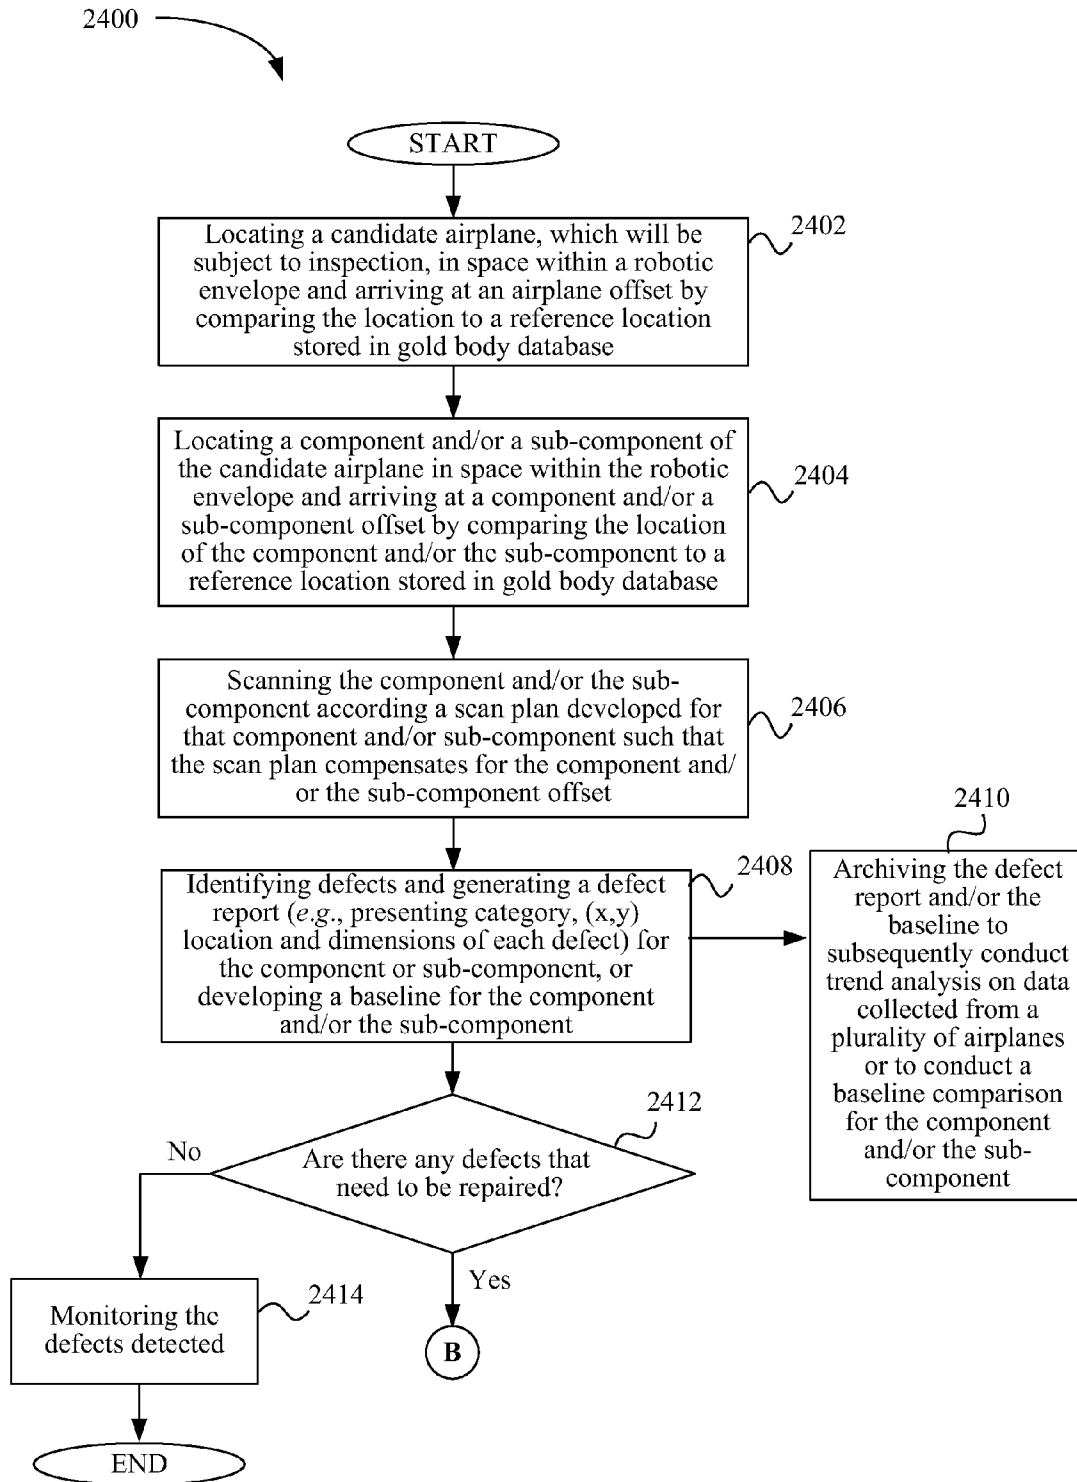 2400
START
2402
Locating a candidate airplane, which will be
subject to inspection, in space within a robotic
envelope and arriving at an airplane offset by
comparing the location to a reference location
stored in gold body database
2404
Locating a component and/or a sub-component of
the candidate airplane in space within the robotic
envelope and arriving at a component and/or a
sub-component offset by comparing the location
of the component and/or the sub-component to a
reference location stored in gold body database
2406
Scanning the component and/or the sub-
component according a scan plan developed for
that component and/or sub-component such that
the scan plan compensates for the component and/
or the sub-component offset
2408
Identifying defects and generating a defect
report (e.g., presenting category, (x,y)
location and dimensions of each defect) for
the component or sub-component, or
developing a baseline for the component
and/or the sub-component
2410
Archiving the defect
report and/or the
baseline to
subsequently conduct
trend analysis on data
collected from a
plurality of airplanes
or to conduct a
baseline comparison
for the component
and/or the sub-
component
2412
Are there any defects that
need to be repaired?
No
Yes
2414
Monitoring the
defects detected
B
END